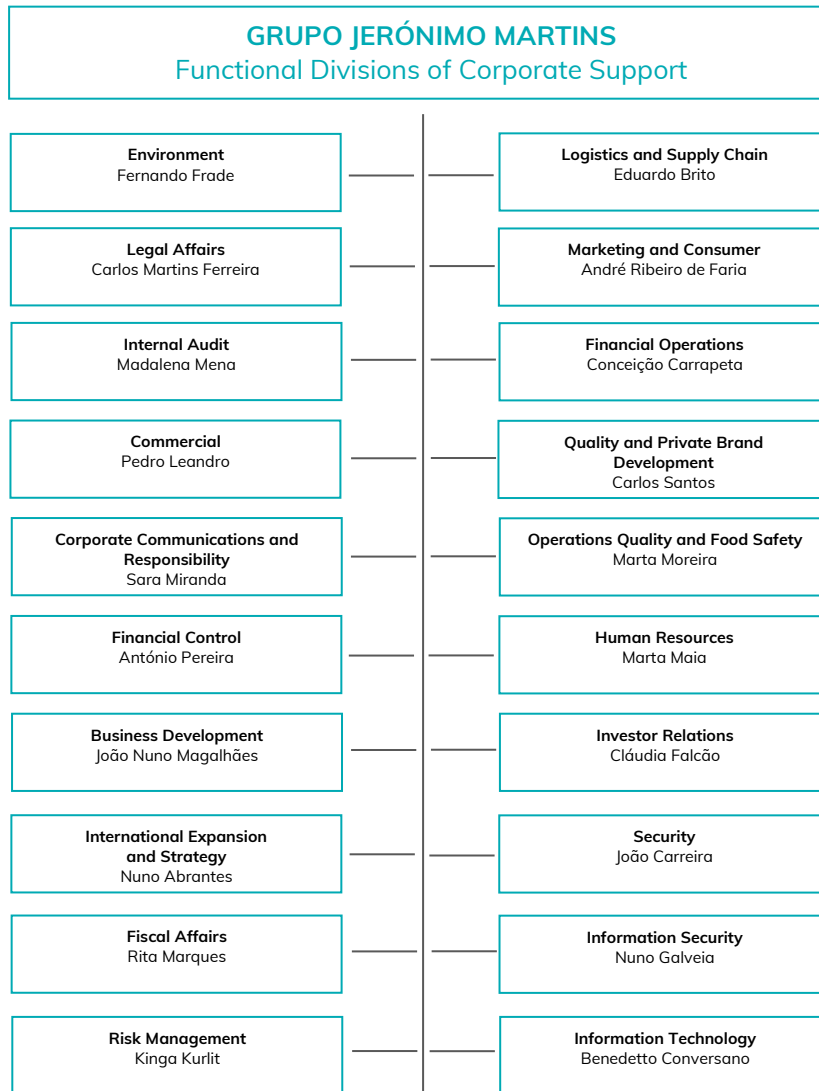 GRUPO JERÓNIMO MARTINS
Functional Divisions of Corporate Support
Environment
Fernando Frade
Logistics and Supply Chain
Eduardo Brito
Legal Affairs
Carlos Martins Ferreira
Marketing and Consumer
André Ribeiro de Faria
Internal Audit
Madalena Mena
Financial Operations
Conceição Carrapeta
Commercial
Pedro Leandro
Quality and Private Brand
Development
Carlos Santos
Corporate Communications and
Responsibility
Sara Miranda
Operations Quality and Food Safety
Marta Moreira
Financial Control
António Pereira
Human Resources
Marta Maia
Business Development
João Nuno Magalhães
Investor Relations
Cláudia Falcão
International Expansion
and Strategy
Nuno Abrantes
Security
João Carreira
Fiscal Affairs
Rita Marques
Information Security
Nuno Galveia
Risk Management
Kinga Kurlit
Information Technology
Benedetto Conversano